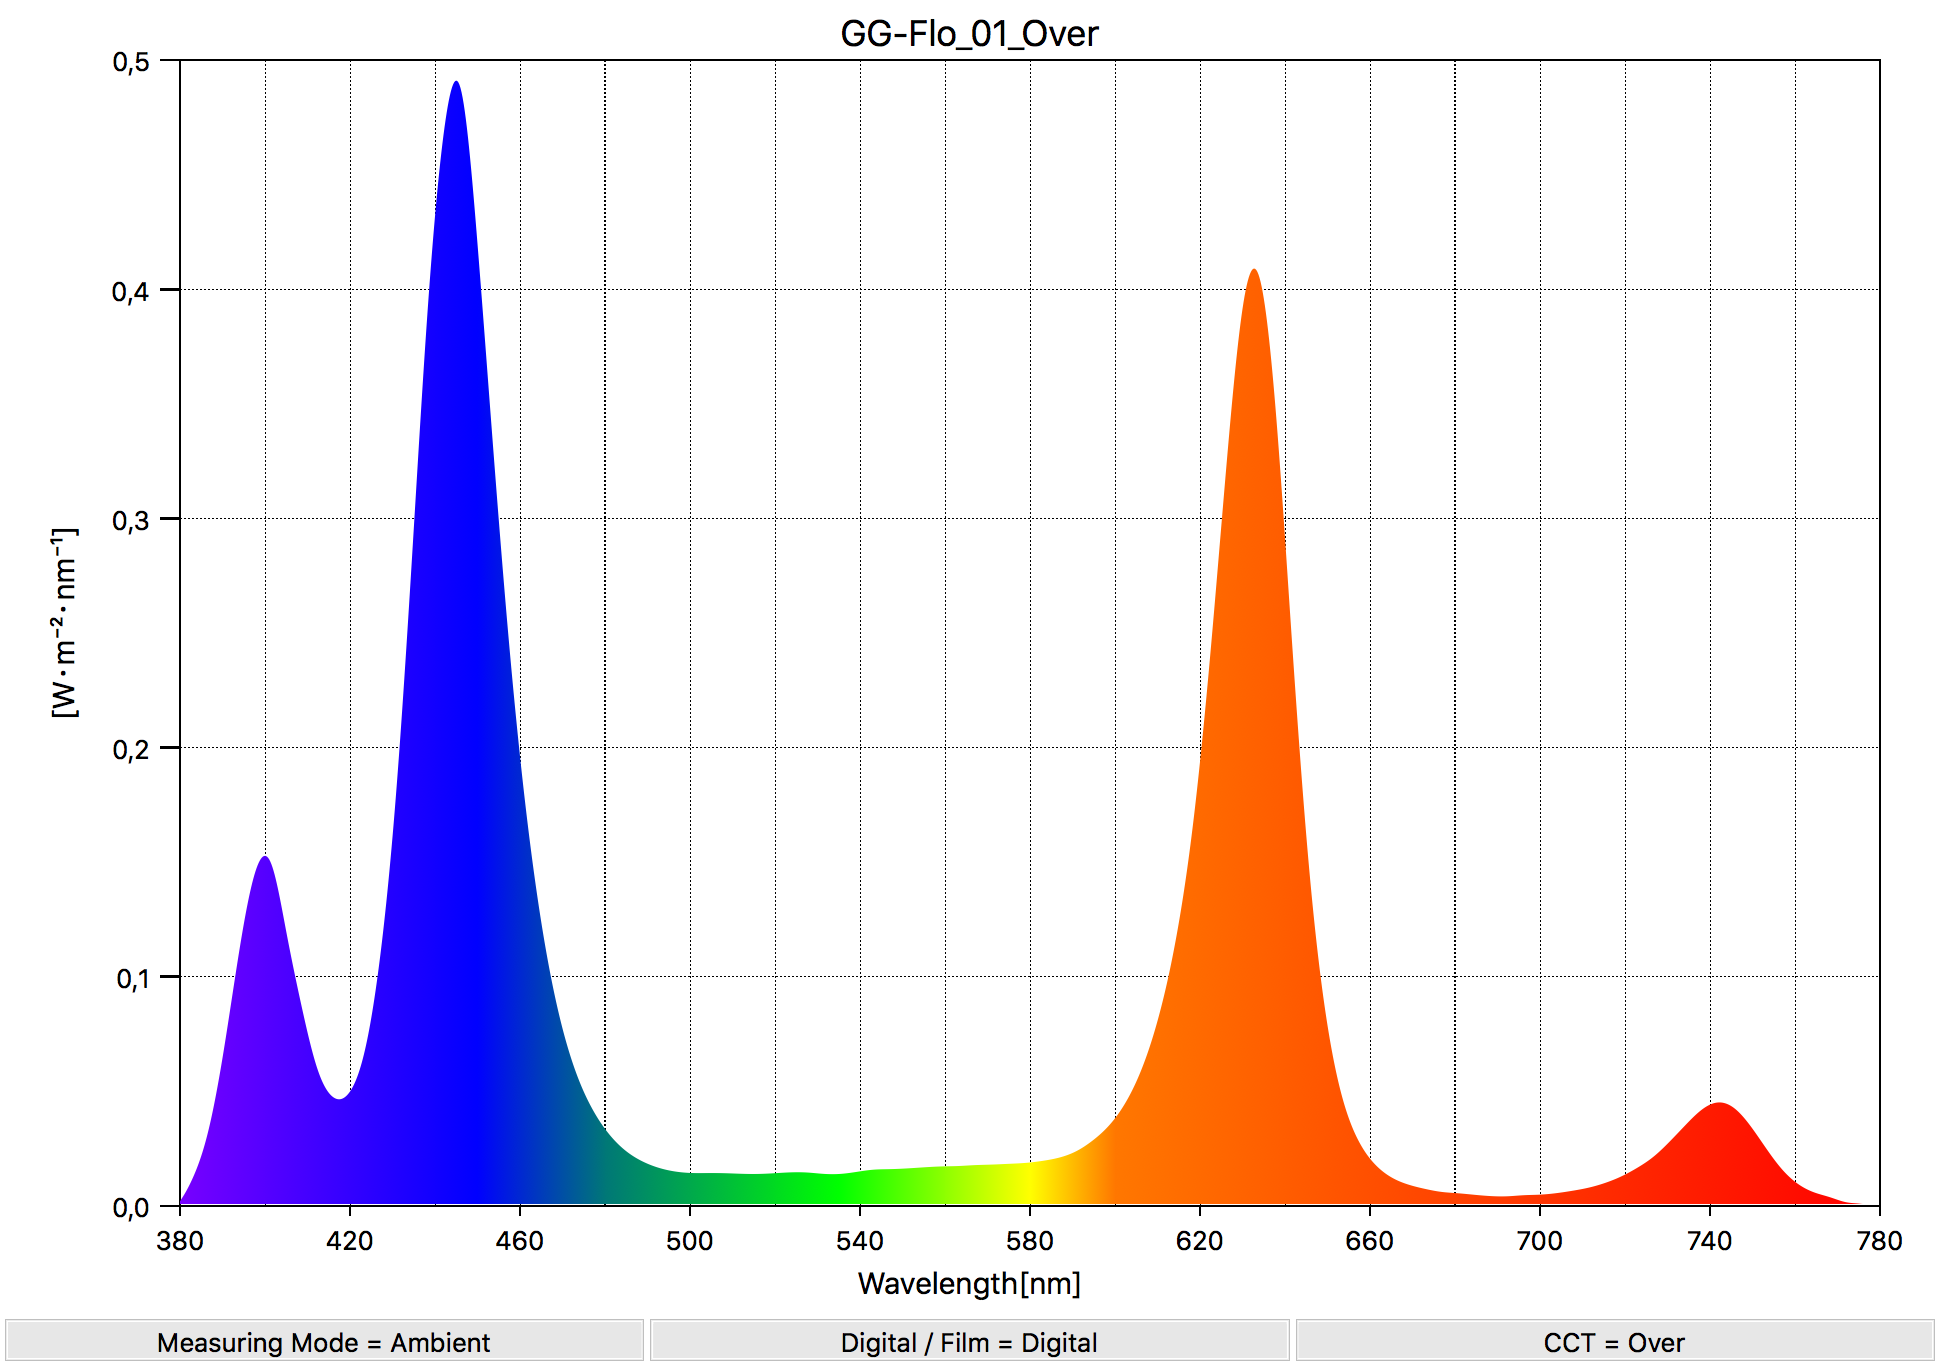 GG-Flo_01_Over
0,5
0,4
0,3
0,2
0,1
0,0
[W·m⁻²·nm⁻¹]
380 420 460 500 540 580 620 660 700 740 780
Wavelength[nm]
Measuring Mode = Ambient
Digital / Film = Digital
CCT = Over